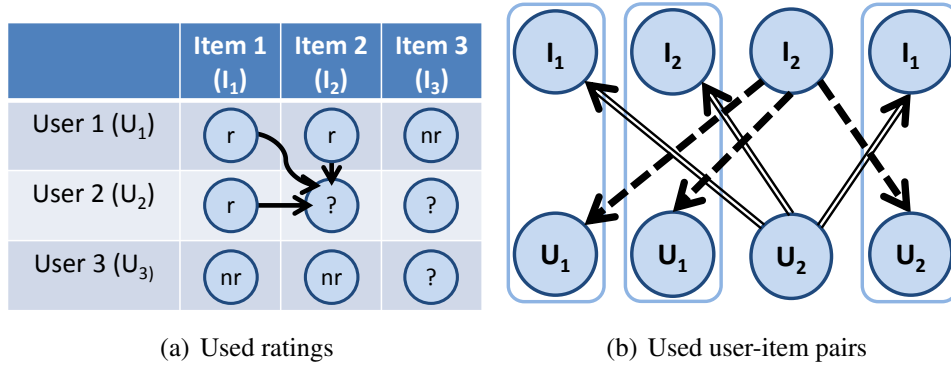 Item 1 (I₁) Item 2 (I₂) Item 3 (I₃)
User 1 (U₁) r r nr
User 2 (U₂) r ? ?
User 3 (U₃) nr nr ?
(a) Used ratings
I₁ I₂ I₂ I₁
U₁ U₁ U₂ U₂
(b) Used user-item pairs